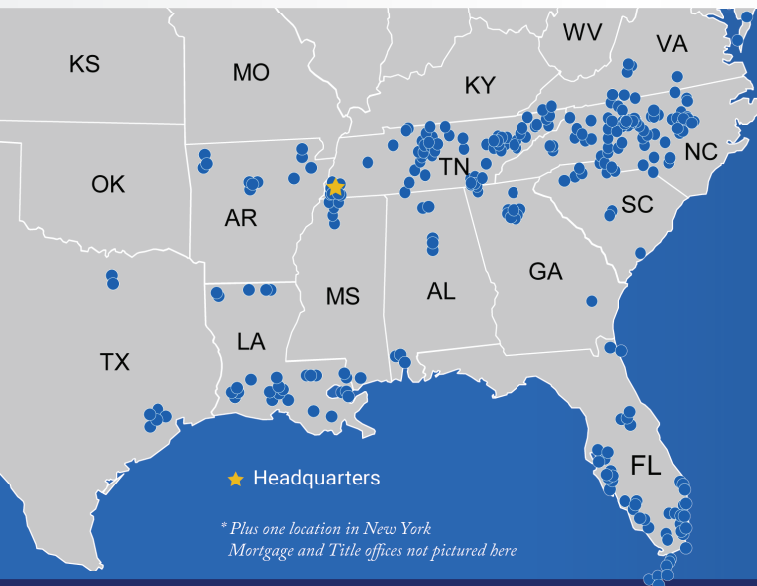 WV
VA
KS
MO
KY
TN
NC
OK
AR
SC
GA
MS
AL
LA
TX
FL
Headquarters
* Plus one location in New York
Mortgage and Title offices not pictured here